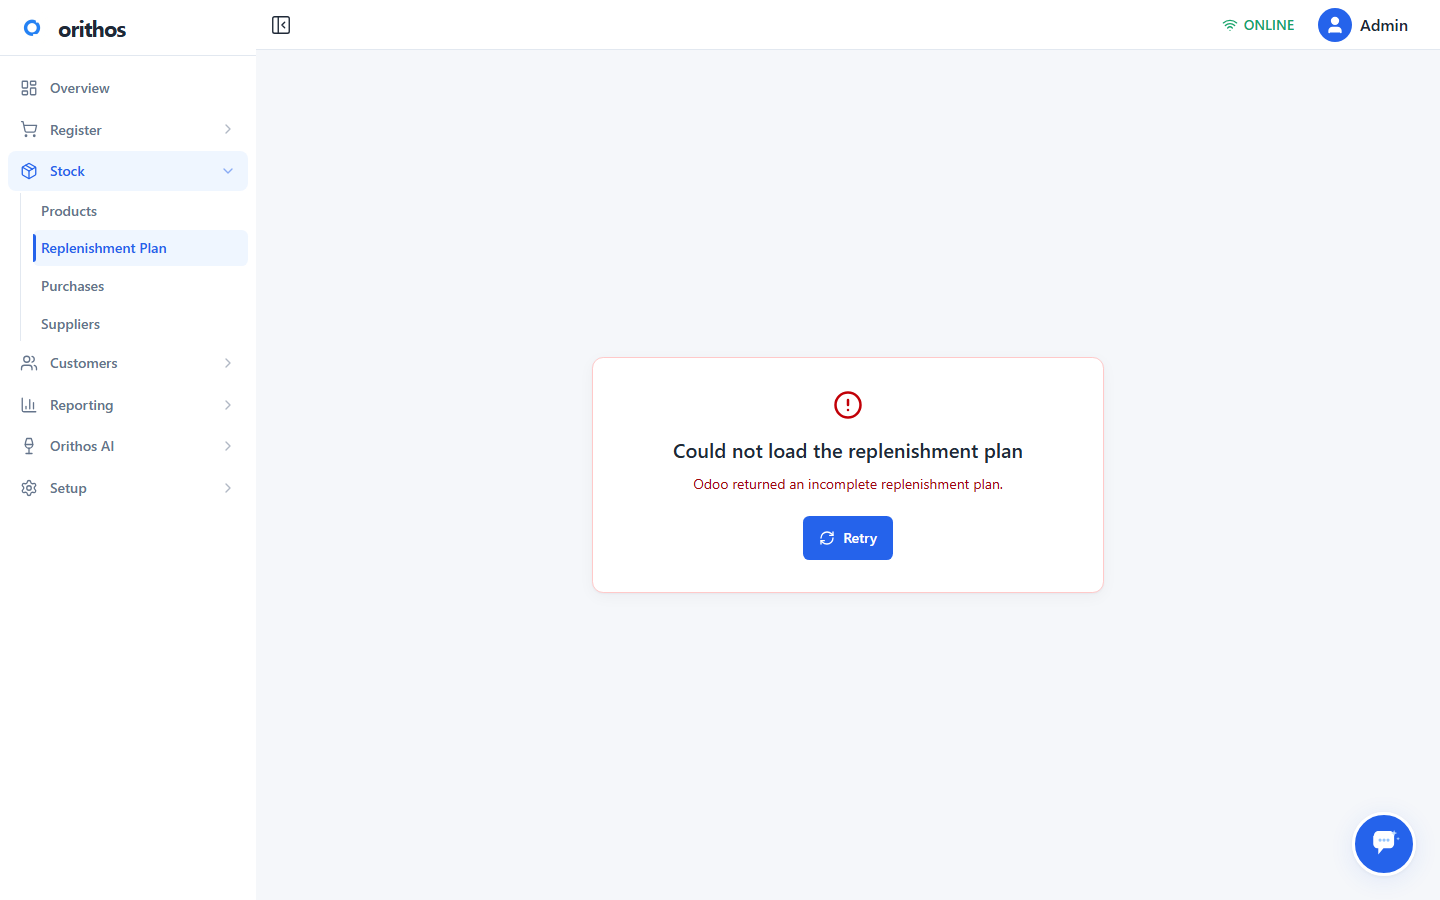 orithos
ONLINE
Admin
Overview
Register
Stock
Products
Replenishment Plan
Purchases
Suppliers
Customers
Reporting
Orithos AI
Setup
Could not load the replenishment plan
Odoo returned an incomplete replenishment plan.
Retry